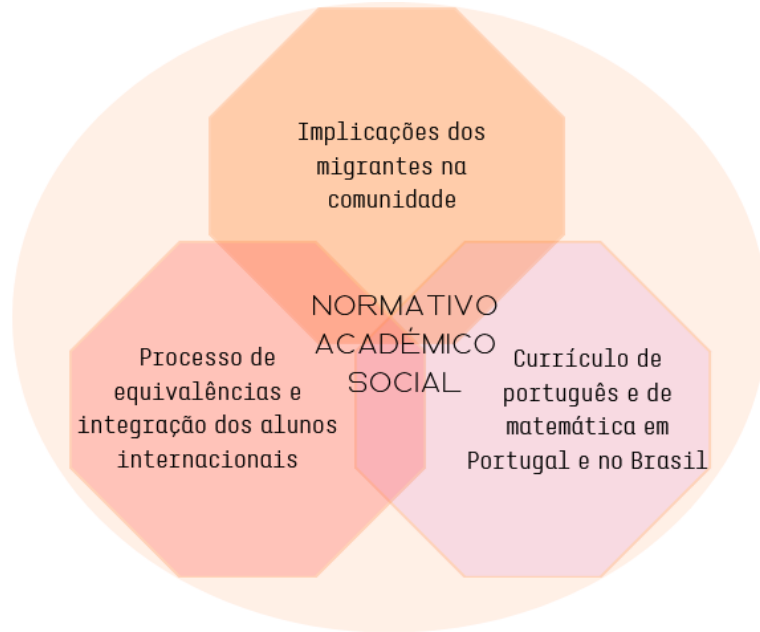 Implicações dos
migrantes na
comunidade
NORMATIVO
ACADÉMICO
SOCIAL
Processo de
equivalências e
integração dos alunos
internacionais
Currículo de
português e de
matemática em
Portugal e no Brasil